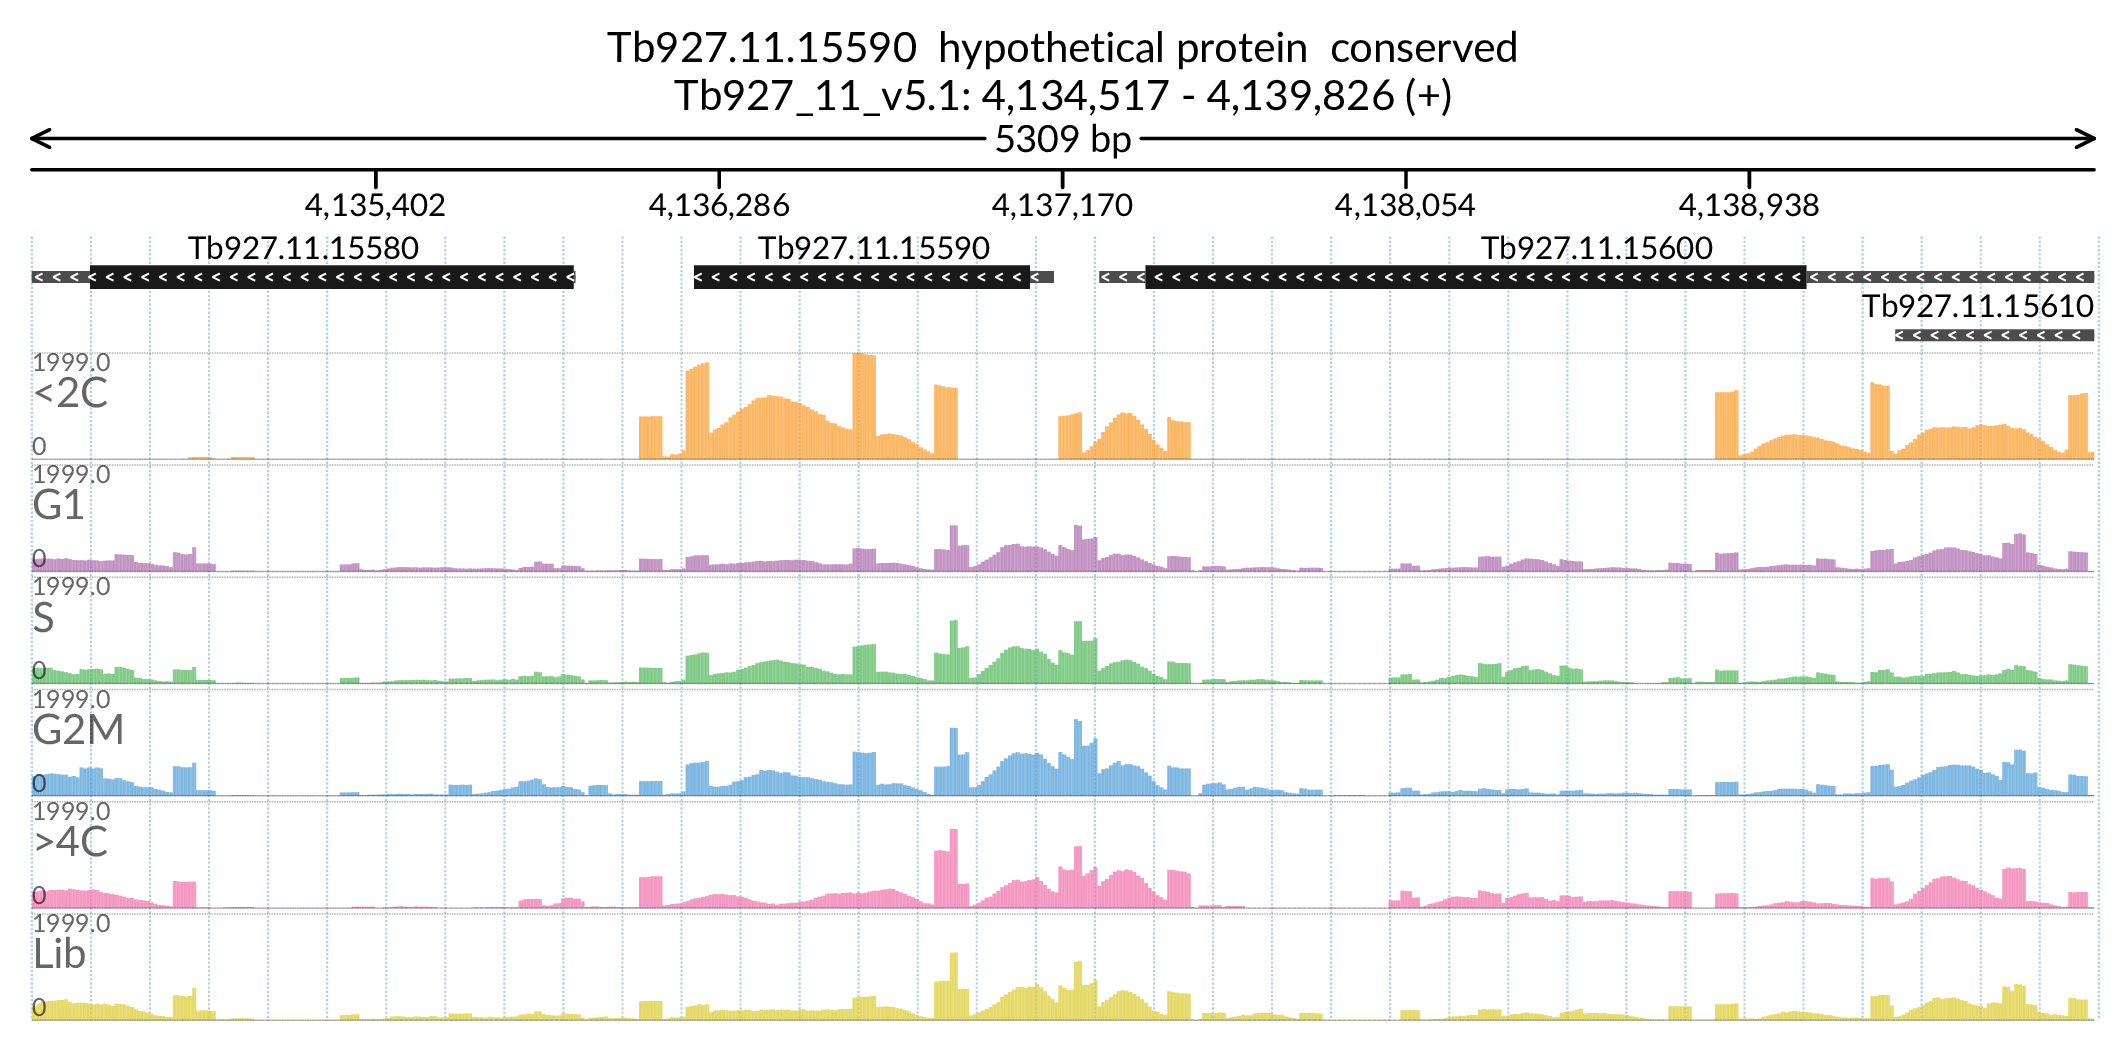 Tb927.11.15590  hypothetical protein  conserved
Tb927_11_v5.1: 4,134,517 - 4,139,826 (+)
5309 bp
4,135,402 4,136,286 4,137,170 4,138,054 4,138,938
Tb927.11.15580 Tb927.11.15590 Tb927.11.15600
Tb927.11.15610
1999.0
<2C
0
1999.0
G1
0
1999.0
S
0
1999.0
G2M
0
1999.0
>4C
0
1999.0
Lib
0